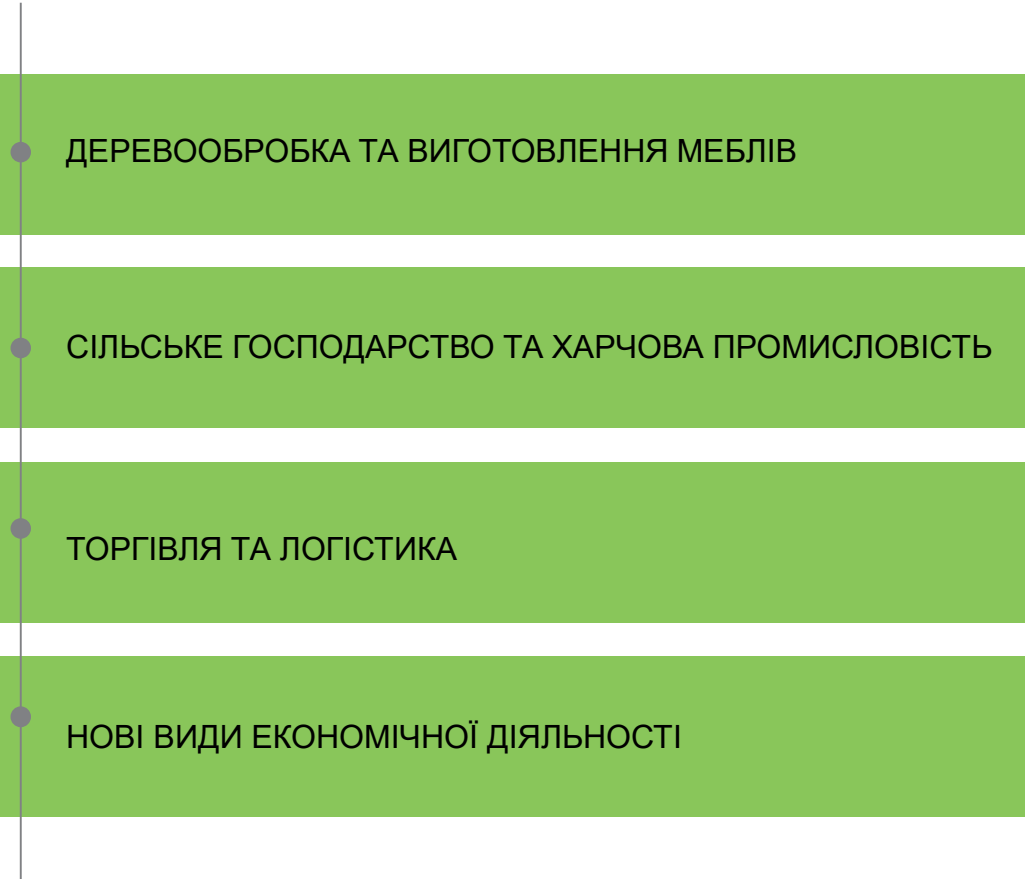 ДЕРЕВООБРОБКА ТА ВИГОТОВЛЕННЯ МЕБЛІВ
СІЛЬСЬКЕ ГОСПОДАРСТВО ТА ХАРЧОВА ПРОМИСЛОВІСТЬ
ТОРГІВЛЯ ТА ЛОГІСТИКА
НОВІ ВИДИ ЕКОНОМІЧНОЇ ДІЯЛЬНОСТІ